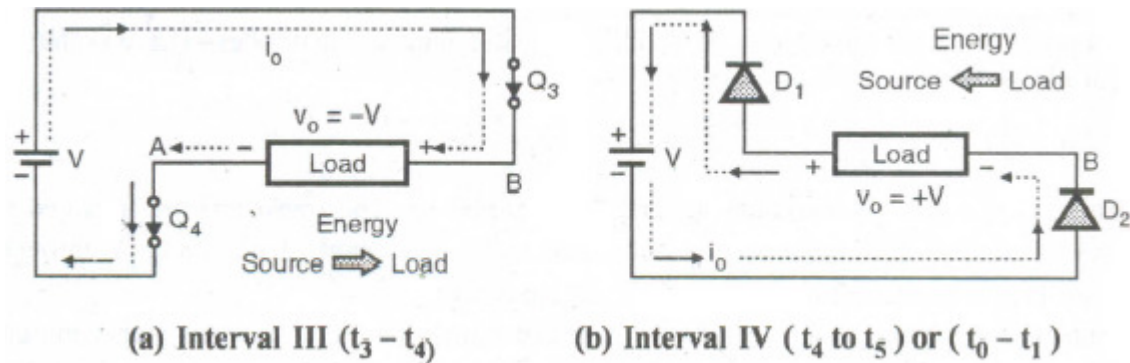 i₀
Q₃
v₀ = –V
A
–
Load
+
B
+
V
–
Q₄
Energy
Source ⇨ Load
(a) Interval III (t₃ – t₄)
Energy
Source ⇦ Load
D₁
+
V
–
+
Load
–
B
v₀ = +V
D₂
i₀
(b) Interval IV ( t₄ to t₅ ) or ( t₀ – t₁ )